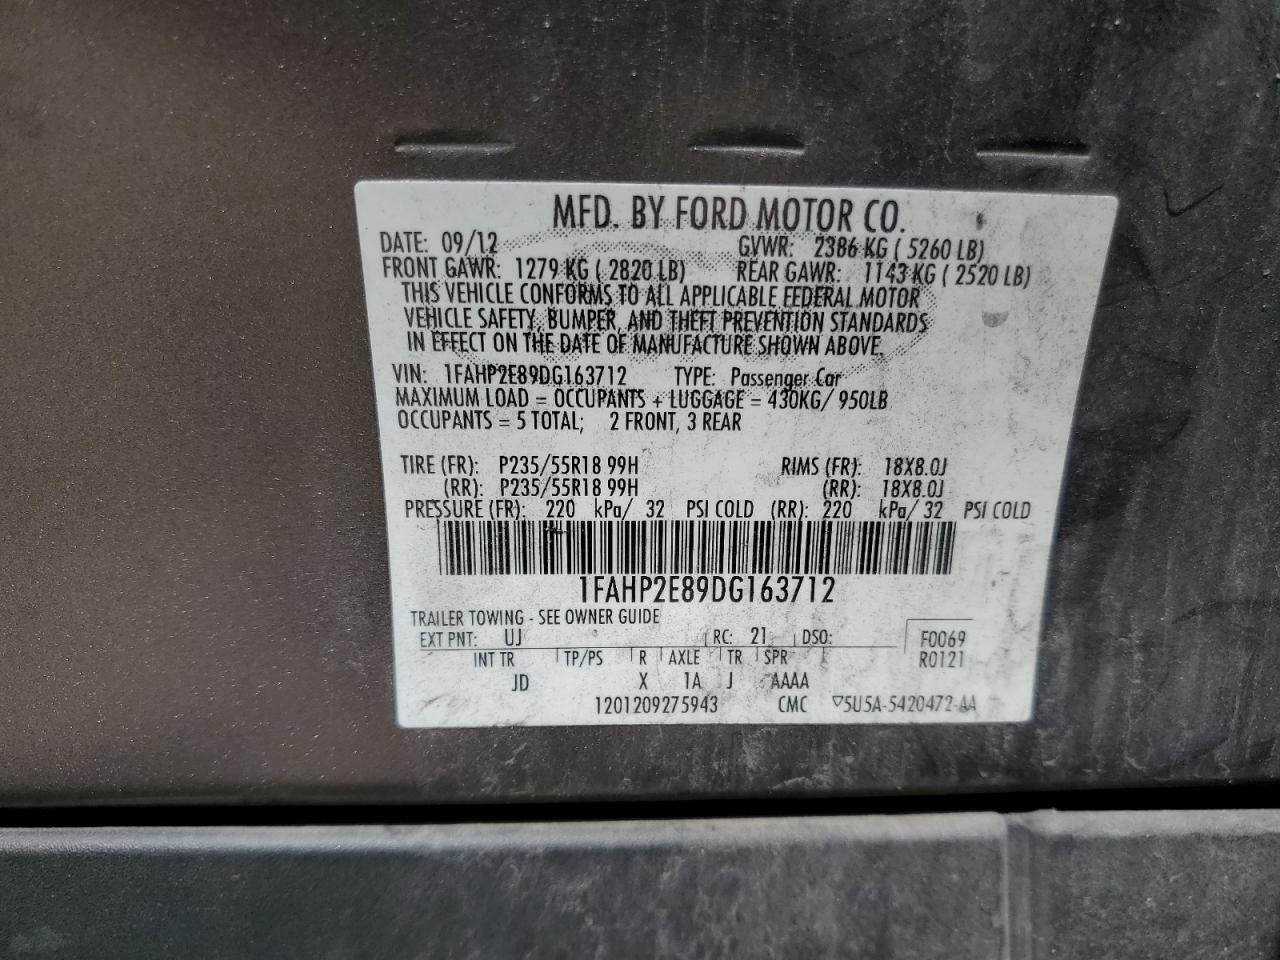 MFD. BY FORD MOTOR CO.
DATE: 09/12 GVWR: 2386 KG ( 5260 LB)
FRONT GAWR: 1279 KG ( 2820 LB) REAR GAWR: 1143 KG ( 2520 LB)
THIS VEHICLE CONFORMS TO ALL APPLICABLE FEDERAL MOTOR
VEHICLE SAFETY, BUMPER, AND THEFT PREVENTION STANDARDS
IN EFFECT ON THE DATE OF MANUFACTURE SHOWN ABOVE.
VIN: 1FAHP2E89DG163712 TYPE: Passenger Car
MAXIMUM LOAD = OCCUPANTS + LUGGAGE = 430KG/ 950LB
OCCUPANTS = 5 TOTAL; 2 FRONT, 3 REAR
TIRE (FR): P235/55R18 99H RIMS (FR): 18X8.0J
(RR): P235/55R18 99H (RR): 18X8.0J
PRESSURE (FR): 220 kPa/ 32 PSI COLD (RR): 220 kPa/ 32 PSI COLD
1FAHP2E89DG163712
TRAILER TOWING - SEE OWNER GUIDE
EXT PNT: UJ RC: 21 DSO: F0069
INT TR TP/PS R AXLE TR SPR R0121
JD X 1A J AAAA
1201209275943 CMC ▽5U5A-5420472-AA